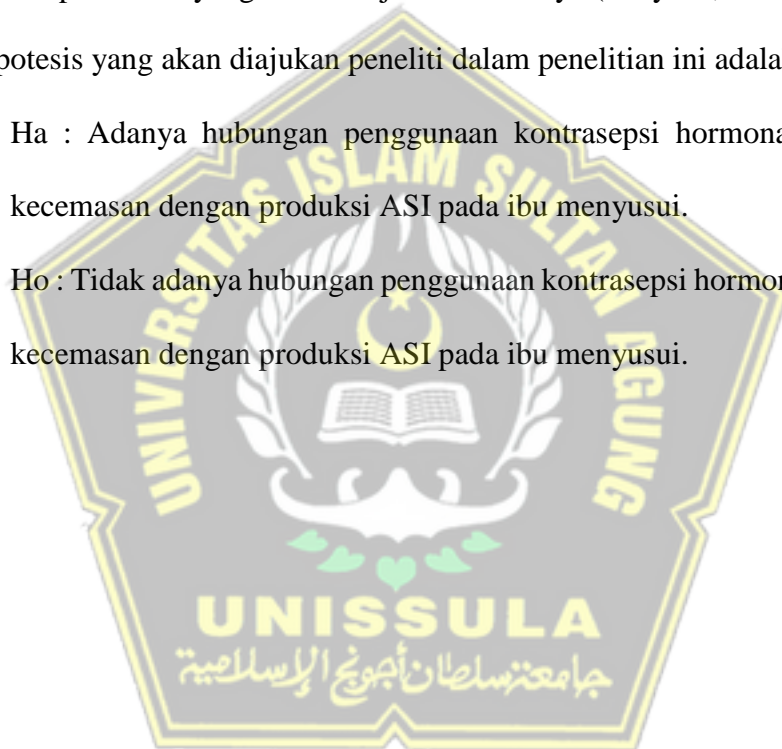 potesis yang akan diajukan peneliti dalam penelitian ini adala
Ha : Adanya hubungan penggunaan kontrasepsi hormona
kecemasan dengan produksi ASI pada ibu menyusui.
Ho : Tidak adanya hubungan penggunaan kontrasepsi hormon
kecemasan dengan produksi ASI pada ibu menyusui.
UNIVERSITAS ISLAM SULTAN AGUNG
UNISSULA
جامعة سلطان أجونج الإسلامية